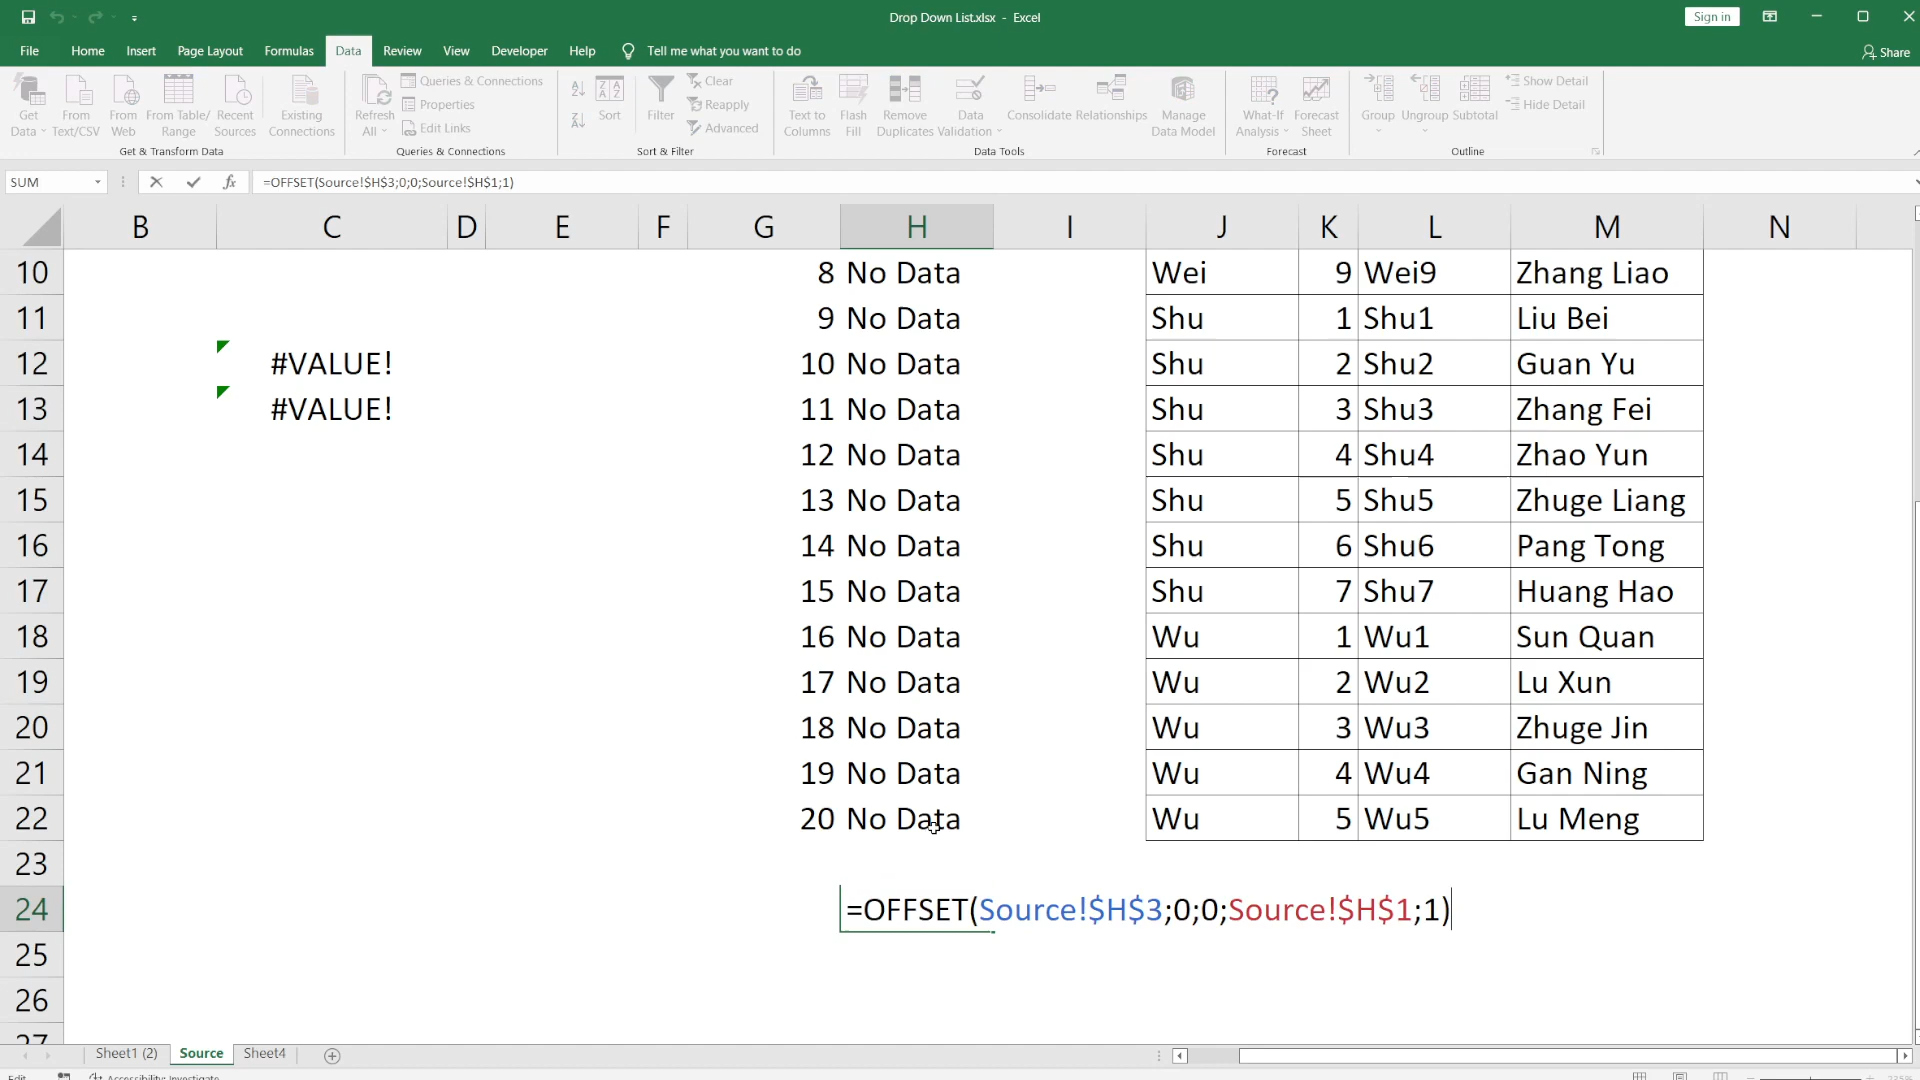 Drop Down List.xlsx - Excel
Sign in
File Home Insert Page Layout Formulas Data Review View Developer Help Tell me what you want to do
Share
Get Data
From Text/CSV
From Web
From Table/ Range
Recent Sources
Existing Connections
Get & Transform Data
Refresh All
Queries & Connections
Properties
Edit Links
Queries & Connections
Sort
Filter
Clear
Reapply
Advanced
Sort & Filter
Text to Columns
Flash Fill
Remove Duplicates
Data Validation
Consolidate
Relationships
Manage Data Model
Data Tools
What-If Analysis
Forecast Sheet
Forecast
Group
Ungroup
Subtotal
Show Detail
Hide Detail
Outline
SUM fx =OFFSET(Source!$H$3;0;0;Source!$H$1;1)
B C D E F G H I J K L M N
10 8 No Data Wei 9 Wei9 Zhang Liao
11 9 No Data Shu 1 Shu1 Liu Bei
12 #VALUE! 10 No Data Shu 2 Shu2 Guan Yu
13 #VALUE! 11 No Data Shu 3 Shu3 Zhang Fei
14 12 No Data Shu 4 Shu4 Zhao Yun
15 13 No Data Shu 5 Shu5 Zhuge Liang
16 14 No Data Shu 6 Shu6 Pang Tong
17 15 No Data Shu 7 Shu7 Huang Hao
18 16 No Data Wu 1 Wu1 Sun Quan
19 17 No Data Wu 2 Wu2 Lu Xun
20 18 No Data Wu 3 Wu3 Zhuge Jin
21 19 No Data Wu 4 Wu4 Gan Ning
22 20 No Data Wu 5 Wu5 Lu Meng
23
24 =OFFSET(Source!$H$3;0;0;Source!$H$1;1)
25
26
27
Sheet1 (2) Source Sheet4
Edit Accessibility: Investigate